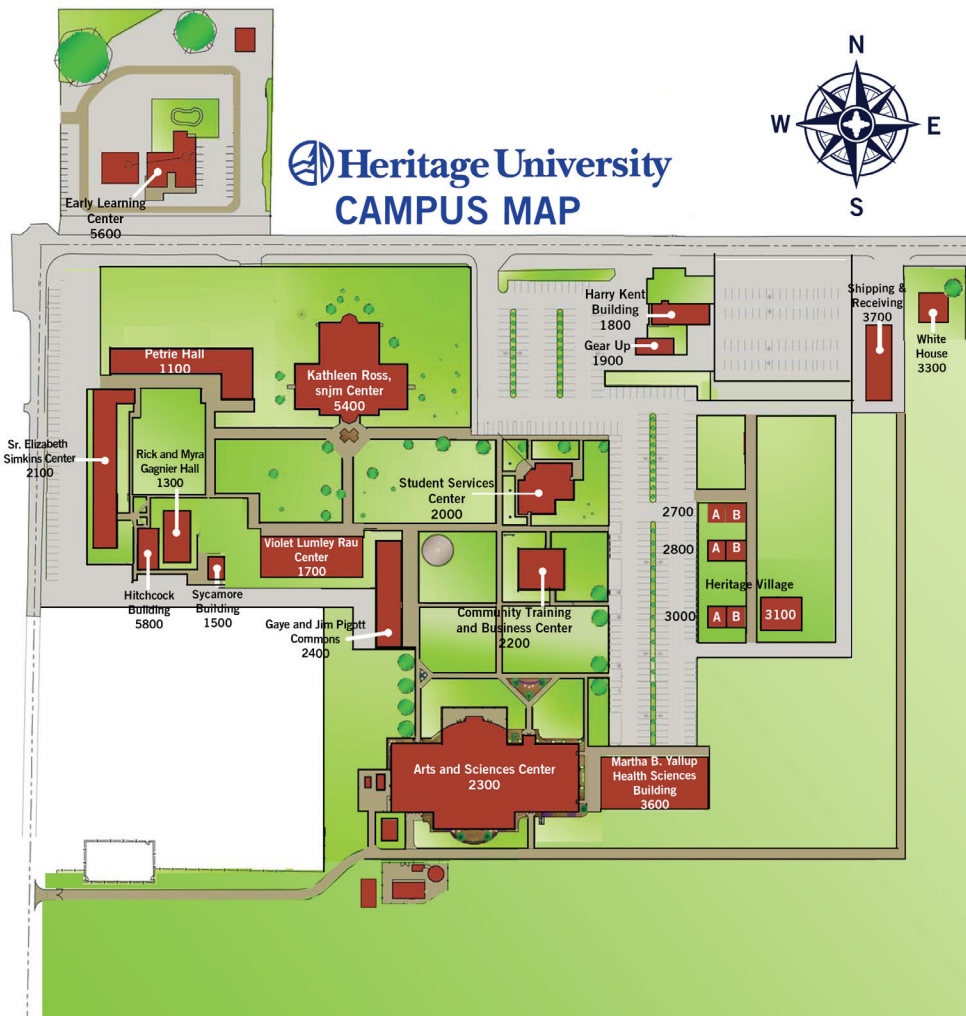 N
W
E
S
Heritage University
CAMPUS MAP
Early Learning
Center
5600
Harry Kent
Building
1800
Gear Up
1900
Shipping &
Receiving
3700
White
House
3300
Petrie Hall
1100
Kathleen Ross,
snjm Center
5400
Sr. Elizabeth
Simkins Center
2100
Rick and Myra
Gagnier Hall
1300
Student Services
Center
2000
2700
A B
2800
A B
Heritage Village
3000
A B
3100
Violet Lumley Rau
Center
1700
Hitchcock
Building
5800
Sycamore
Building
1500
Gaye and Jim Pigott
Commons
2400
Community Training
and Business Center
2200
Arts and Sciences Center
2300
Martha B. Yallup
Health Sciences
Building
3600